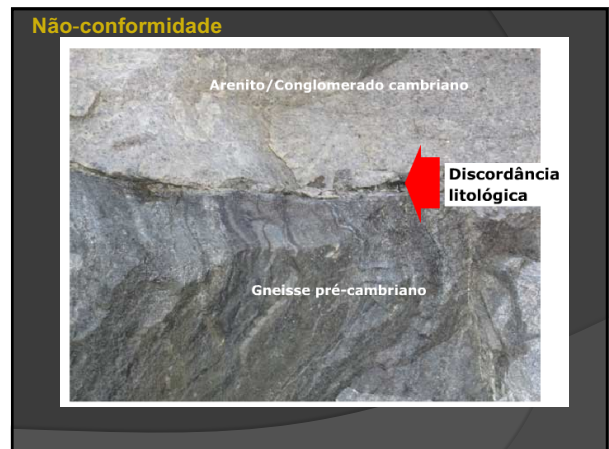 Não-conformidade
Arenito/Conglomerado cambriano
Discordância
litológica
Gneisse pré-cambriano